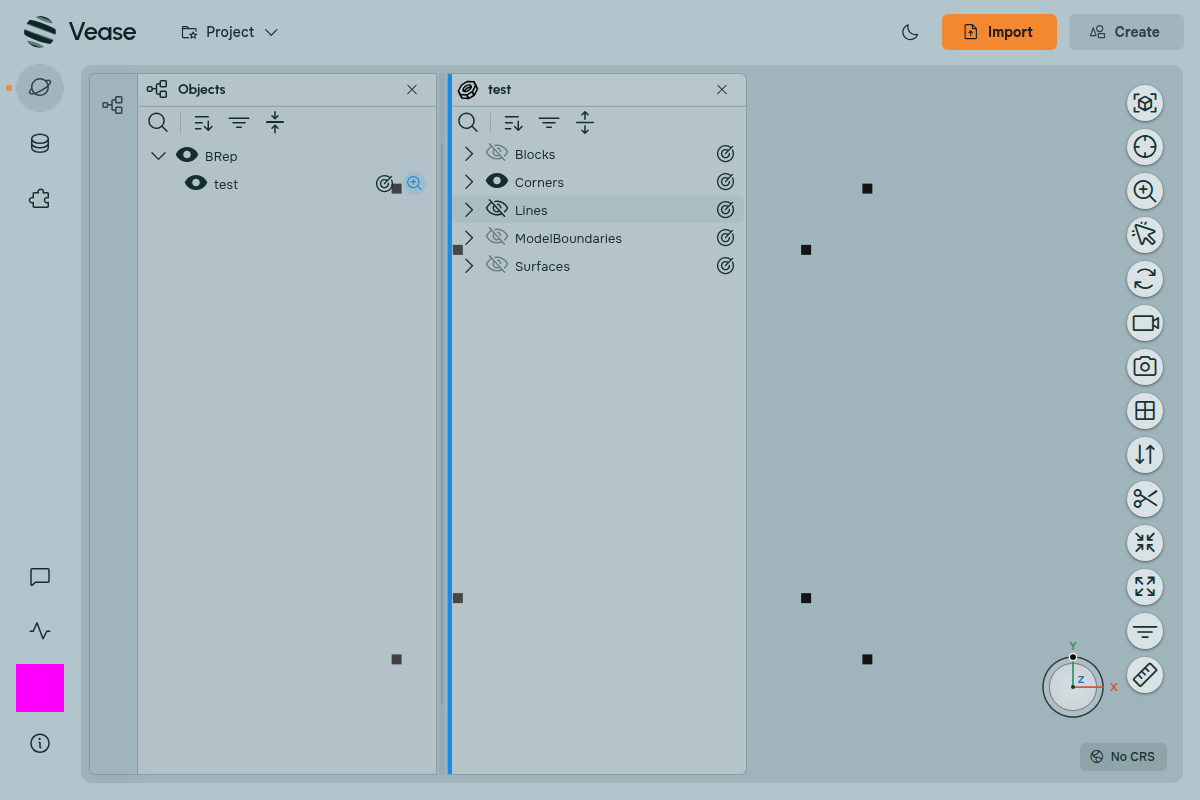 Vease
Project
Import
Create
Objects
BRep
test
test
Blocks
Corners
Lines
ModelBoundaries
Surfaces
Y
Z
X
No CRS